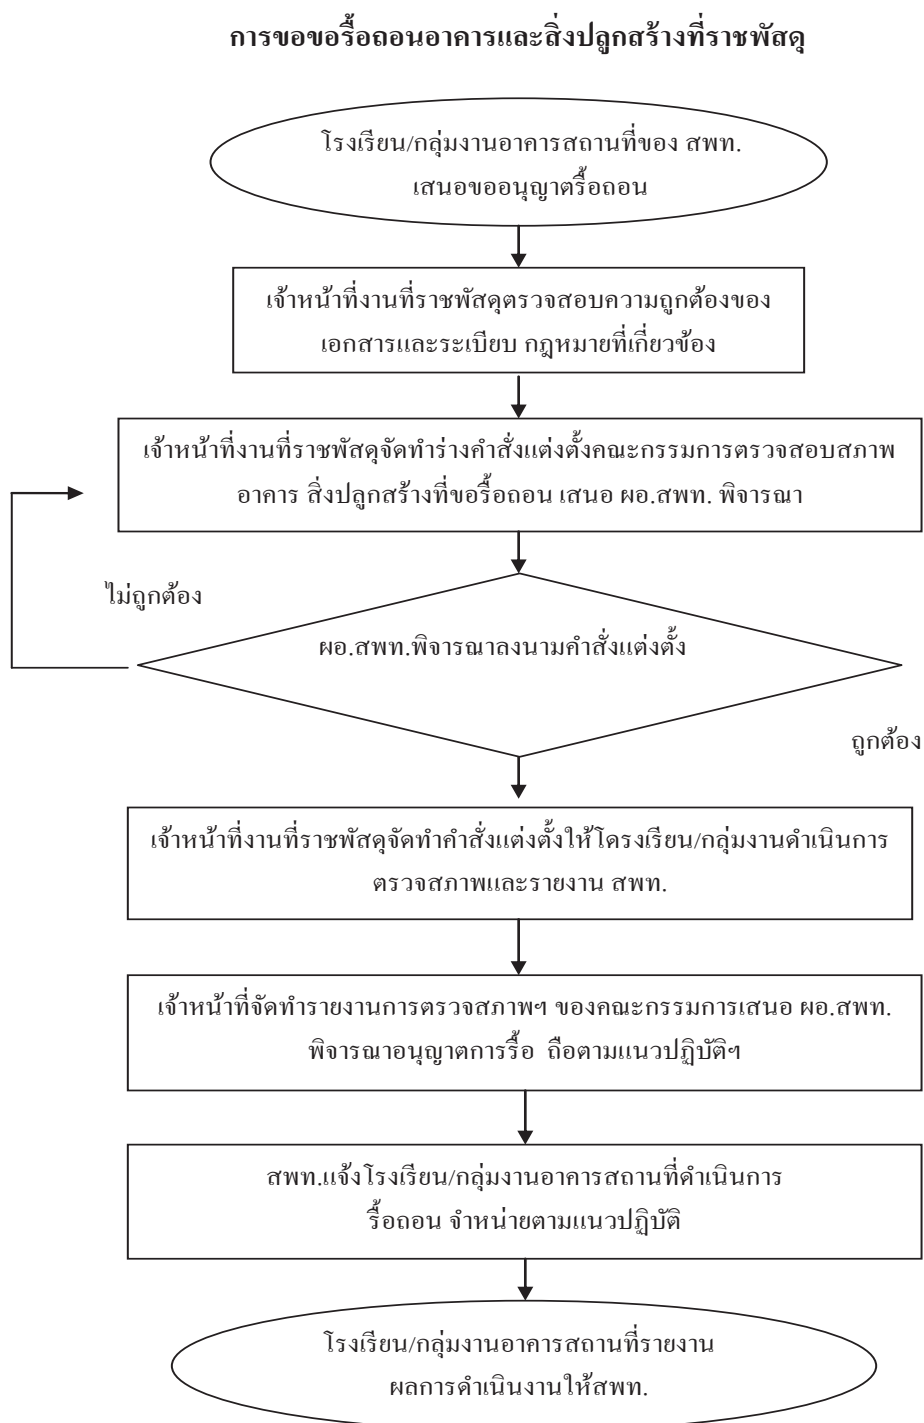 การขอขอรื้อถอนอาคารและสิ่งปลูกสร้างที่ราชพัสดุ
โรงเรียน/กลุ่มงานอาคารสถานที่ของ สพท.
เสนอขออนุญาตรื้อถอน
เจ้าหน้าที่งานที่ราชพัสดุตรวจสอบความถูกต้องของ
เอกสารและระเบียบ กฎหมายที่เกี่ยวข้อง
เจ้าหน้าที่งานที่ราชพัสดุจัดทำร่างคำสั่งแต่งตั้งคณะกรรมการตรวจสอบสภาพ
อาคาร สิ่งปลูกสร้างที่ขอรื้อถอน เสนอ ผอ.สพท. พิจารณา
ไม่ถูกต้อง
ผอ.สพท.พิจารณาลงนามคำสั่งแต่งตั้ง
ถูกต้อง
เจ้าหน้าที่งานที่ราชพัสดุจัดทำคำสั่งแต่งตั้งให้โดรงเรียน/กลุ่มงานดำเนินการ
ตรวจสภาพและรายงาน สพท.
เจ้าหน้าที่จัดทำรายงานการตรวจสภาพฯ ของคณะกรรมการเสนอ ผอ.สพท.
พิจารณาอนุญาตการรื้อ ถือตามแนวปฏิบัติฯ
สพท.แจ้งโรงเรียน/กลุ่มงานอาคารสถานที่ดำเนินการ
รื้อถอน จำหน่ายตามแนวปฏิบัติ
โรงเรียน/กลุ่มงานอาคารสถานที่รายงาน
ผลการดำเนินงานให้สพท.